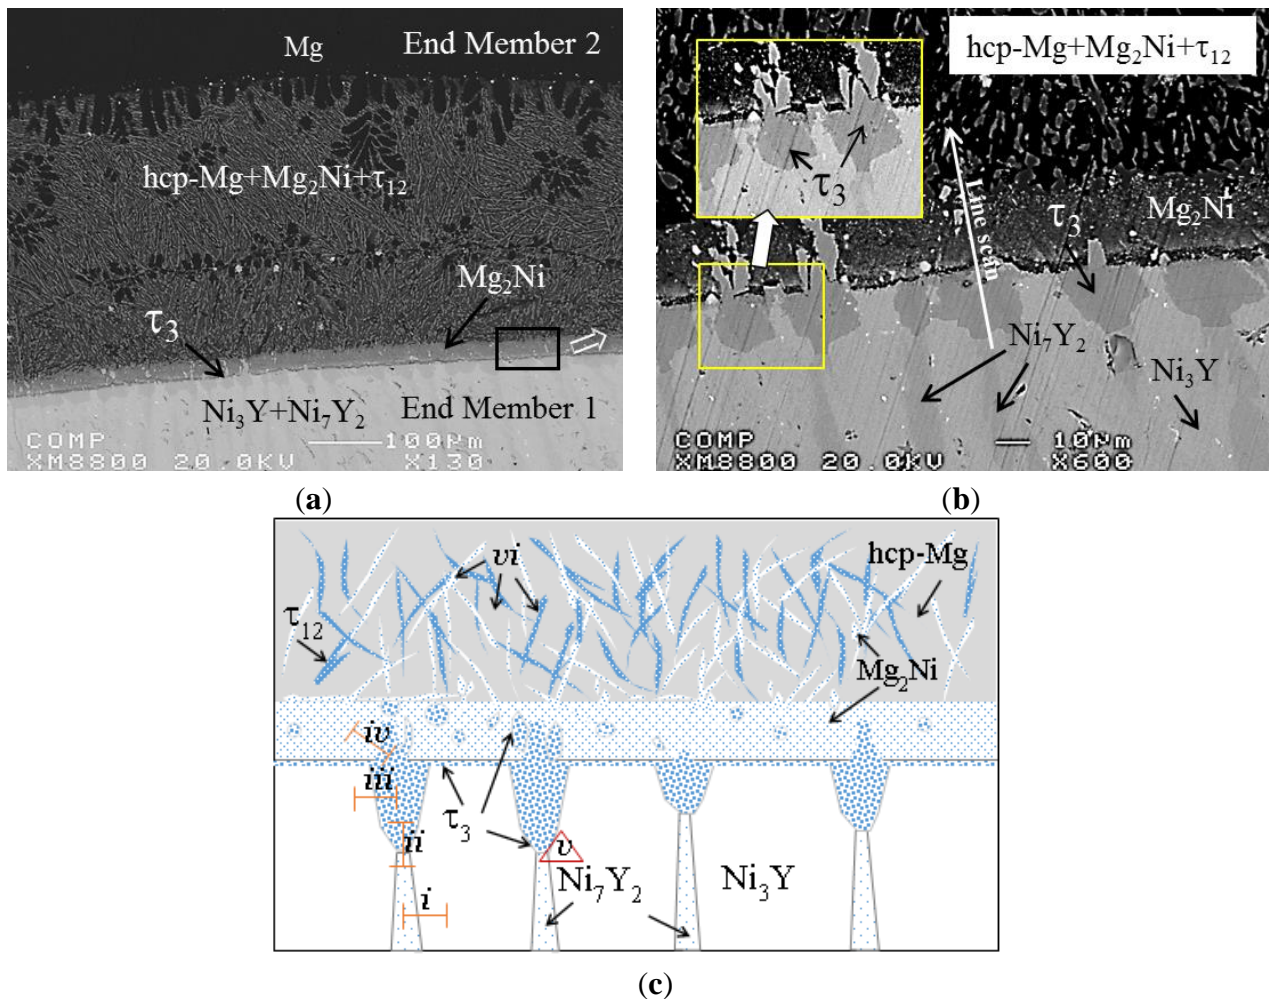 Mg End Member 2
hcp-Mg+Mg₂Ni+τ₁₂
Mg₂Ni
τ₃
Ni₃Y+Ni₇Y₂ End Member 1
COMP 100µm
XM8800 20.0KV X130
(a)
hcp-Mg+Mg₂Ni+τ₁₂
τ₃
Line scan
Mg₂Ni
τ₃
Ni₇Y₂
Ni₃Y
COMP 10µm
XM8800 20.0KV X600
(b)
vi
hcp-Mg
τ₁₂
Mg₂Ni
iv
iii
τ₃
ii
v
Ni₇Y₂
Ni₃Y
i
(c)